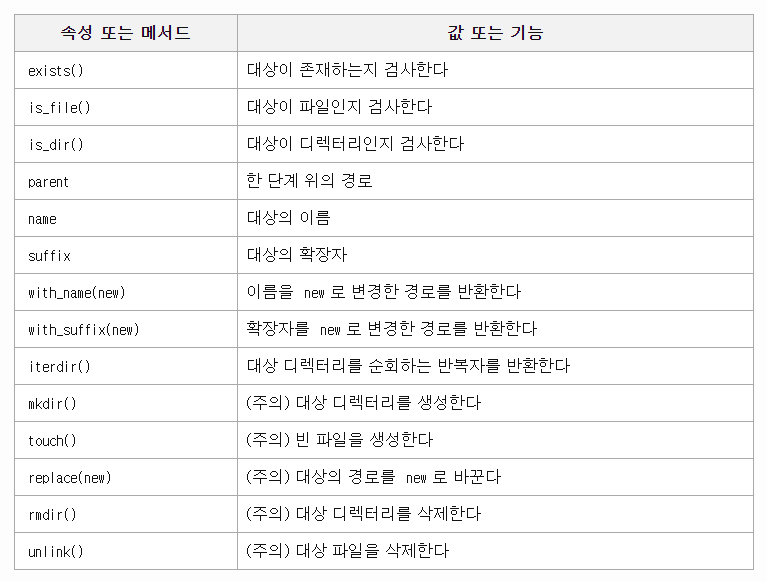 속성 또는 메서드 값 또는 기능
exists() 대상이 존재하는지 검사한다
is_file() 대상이 파일인지 검사한다
is_dir() 대상이 디렉터리인지 검사한다
parent 한 단계 위의 경로
name 대상의 이름
suffix 대상의 확장자
with_name(new) 이름을 new 로 변경한 경로를 반환한다
with_suffix(new) 확장자를 new 로 변경한 경로를 반환한다
iterdir() 대상 디렉터리를 순회하는 반복자를 반환한다
mkdir() (주의) 대상 디렉터리를 생성한다
touch() (주의) 빈 파일을 생성한다
replace(new) (주의) 대상의 경로를 new 로 바꾼다
rmdir() (주의) 대상 디렉터리를 삭제한다
unlink() (주의) 대상 파일을 삭제한다